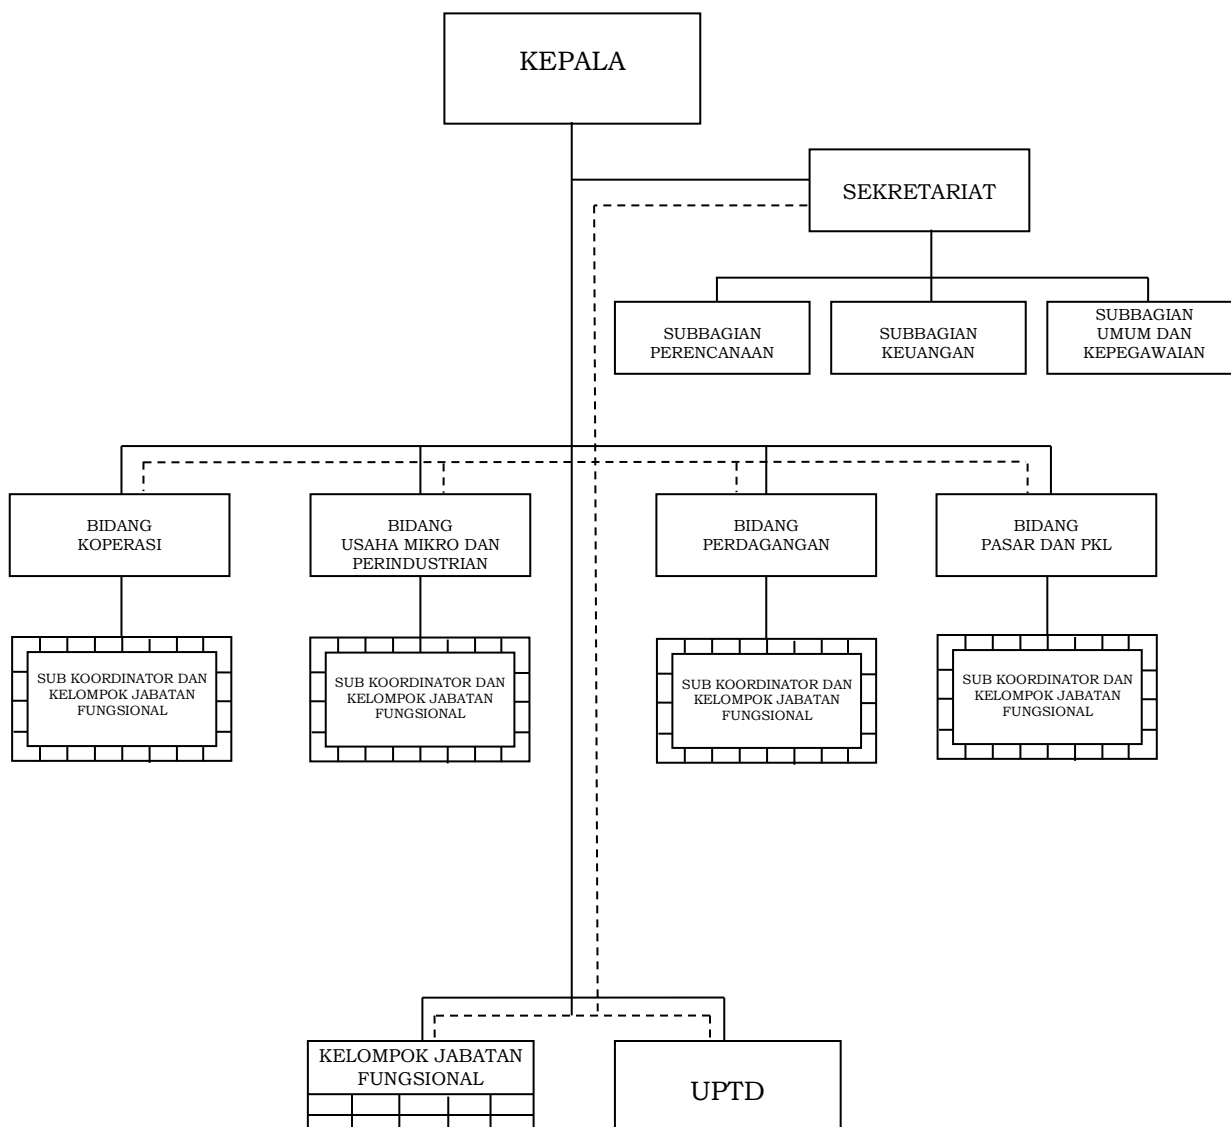 KEPALA
SEKRETARIAT
SUBBAGIAN
PERENCANAAN
SUBBAGIAN
KEUANGAN
SUBBAGIAN
UMUM DAN
KEPEGAWAIAN
BIDANG
KOPERASI
BIDANG
USAHA MIKRO DAN
PERINDUSTRIAN
BIDANG
PERDAGANGAN
BIDANG
PASAR DAN PKL
SUB KOORDINATOR DAN
KELOMPOK JABATAN
FUNGSIONAL
SUB KOORDINATOR DAN
KELOMPOK JABATAN
FUNGSIONAL
SUB KOORDINATOR DAN
KELOMPOK JABATAN
FUNGSIONAL
SUB KOORDINATOR DAN
KELOMPOK JABATAN
FUNGSIONAL
KELOMPOK JABATAN
FUNGSIONAL
UPTD